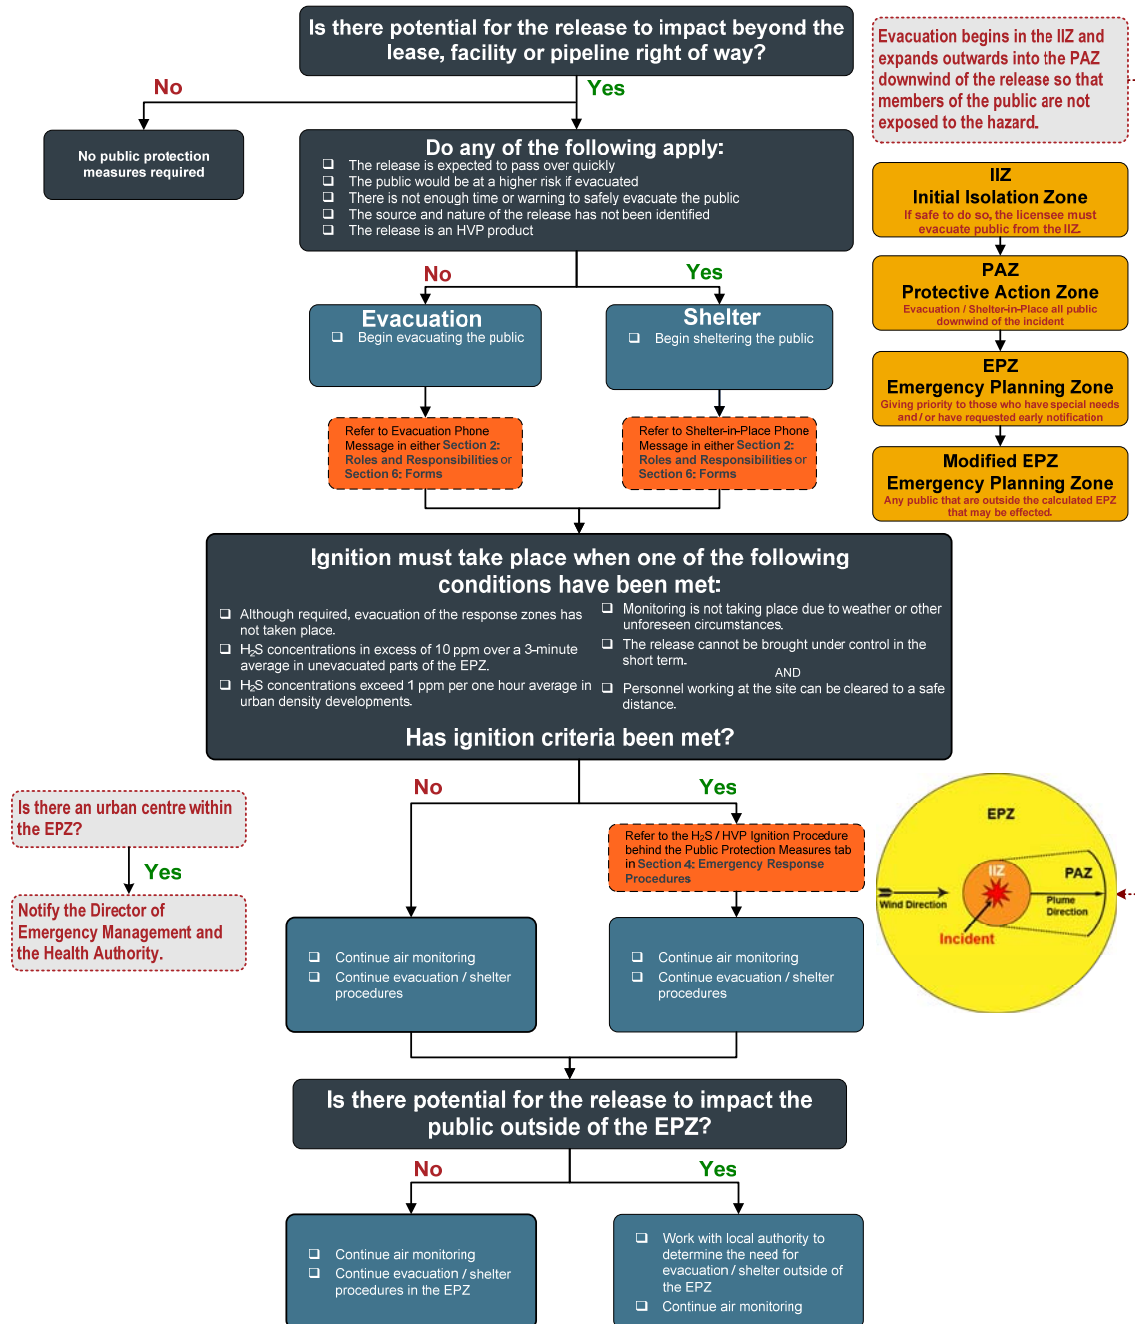 Is there potential for the release to impact beyond the
lease, facility or pipeline right of way?
Evacuation begins in the IIZ and
expands outwards into the PAZ
downwind of the release so that
members of the public are not
exposed to the hazard.
No
Yes
No public protection
measures required
Do any of the following apply:
❑ The release is expected to pass over quickly
❑ The public would be at a higher risk if evacuated
❑ There is not enough time or warning to safely evacuate the public
❑ The source and nature of the release has not been identified
❑ The release is an HVP product
IIZ
Initial Isolation Zone
If safe to do so, the licensee must
evacuate public from the IIZ.
PAZ
Protective Action Zone
Evacuation / Shelter-in-Place all public
downwind of the incident
EPZ
Emergency Planning Zone
Giving priority to those who have special needs
and / or have requested early notification
Modified EPZ
Emergency Planning Zone
Any public that are outside the calculated EPZ
that may be effected.
No
Yes
Evacuation
❑ Begin evacuating the public
Shelter
❑ Begin sheltering the public
Refer to Evacuation Phone
Message in either Section 2:
Roles and Responsibilities or
Section 6: Forms
Refer to Shelter-in-Place Phone
Message in either Section 2:
Roles and Responsibilities or
Section 6: Forms
Ignition must take place when one of the following
conditions have been met:
❑ Although required, evacuation of the response zones has
not taken place.
❑ H₂S concentrations in excess of 10 ppm over a 3-minute
average in unevacuated parts of the EPZ.
❑ H₂S concentrations exceed 1 ppm per one hour average in
urban density developments.
❑ Monitoring is not taking place due to weather or other
unforeseen circumstances.
❑ The release cannot be brought under control in the
short term.
AND
❑ Personnel working at the site can be cleared to a safe
distance.
Has ignition criteria been met?
No
Yes
Is there an urban centre within
the EPZ?
Yes
Notify the Director of
Emergency Management and
the Health Authority.
Refer to the H₂S / HVP Ignition Procedure
behind the Public Protection Measures tab
in Section 4: Emergency Response
Procedures
EPZ
IIZ
PAZ
Wind Direction
Plume
Direction
Incident
❑ Continue air monitoring
❑ Continue evacuation / shelter
procedures
❑ Continue air monitoring
❑ Continue evacuation / shelter
procedures
Is there potential for the release to impact the
public outside of the EPZ?
No
Yes
❑ Continue air monitoring
❑ Continue evacuation / shelter
procedures in the EPZ
❑ Work with local authority to
determine the need for
evacuation / shelter outside of
the EPZ
❑ Continue air monitoring